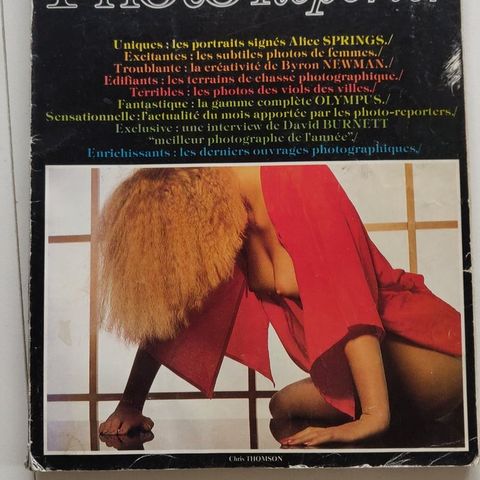 PHOTO Reporter
Uniques : les portraits signés Alice SPRINGS./
Excitantes : les subtiles photos de femmes./
Troublante : la créativité de Byron NEWMAN./
Edifiants : les terrains de chasse photographique./
Terribles : les photos des viols des villes./
Fantastique : la gamme complète OLYMPUS./
Sensationnelle : l'actualité du mois apportée par les photo-reporters./
Exclusive : une interview de David BURNETT
“meilleur photographe de l'année”./
Enrichissants : les derniers ouvrages photographiques./
Chris THOMSON